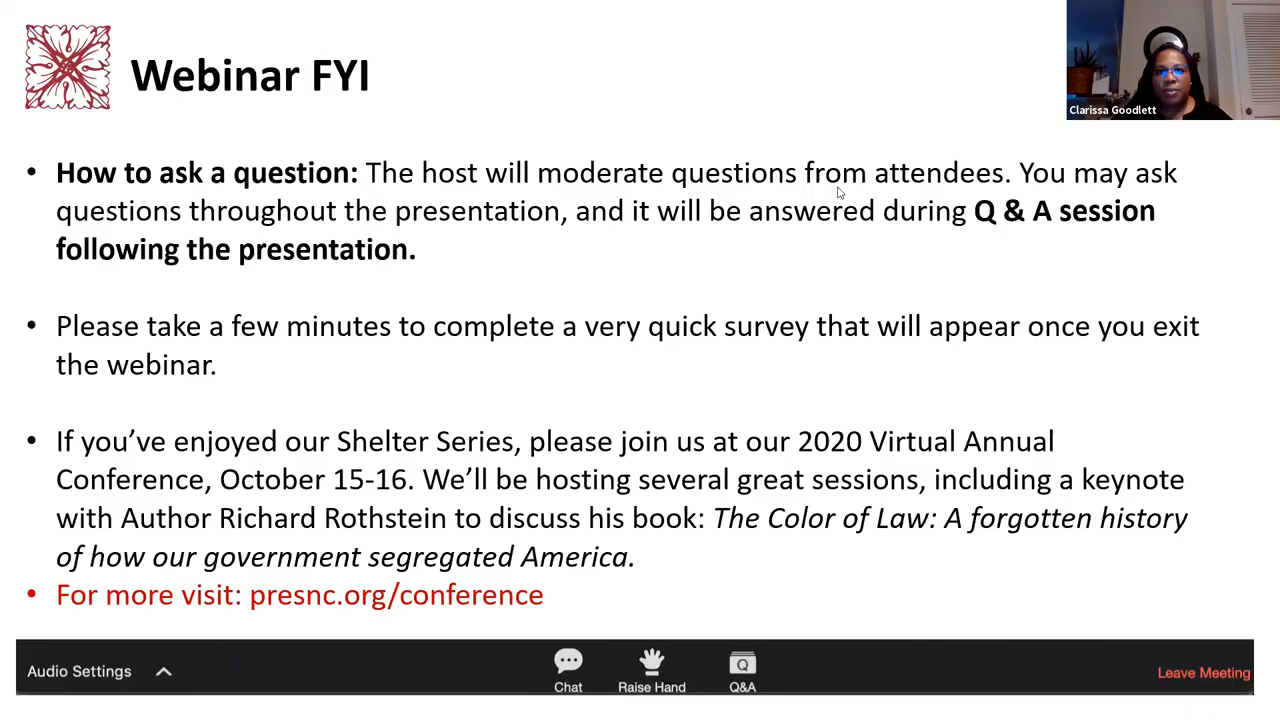 Webinar FYI
Clarissa Goodlett
• How to ask a question: The host will moderate questions from attendees. You may ask
questions throughout the presentation, and it will be answered during Q & A session
following the presentation.
• Please take a few minutes to complete a very quick survey that will appear once you exit
the webinar.
• If you’ve enjoyed our Shelter Series, please join us at our 2020 Virtual Annual
Conference, October 15-16. We’ll be hosting several great sessions, including a keynote
with Author Richard Rothstein to discuss his book: The Color of Law: A forgotten history
of how our government segregated America.
• For more visit: presnc.org/conference
Audio Settings
Chat
Raise Hand
Q
Q&A
Leave Meeting